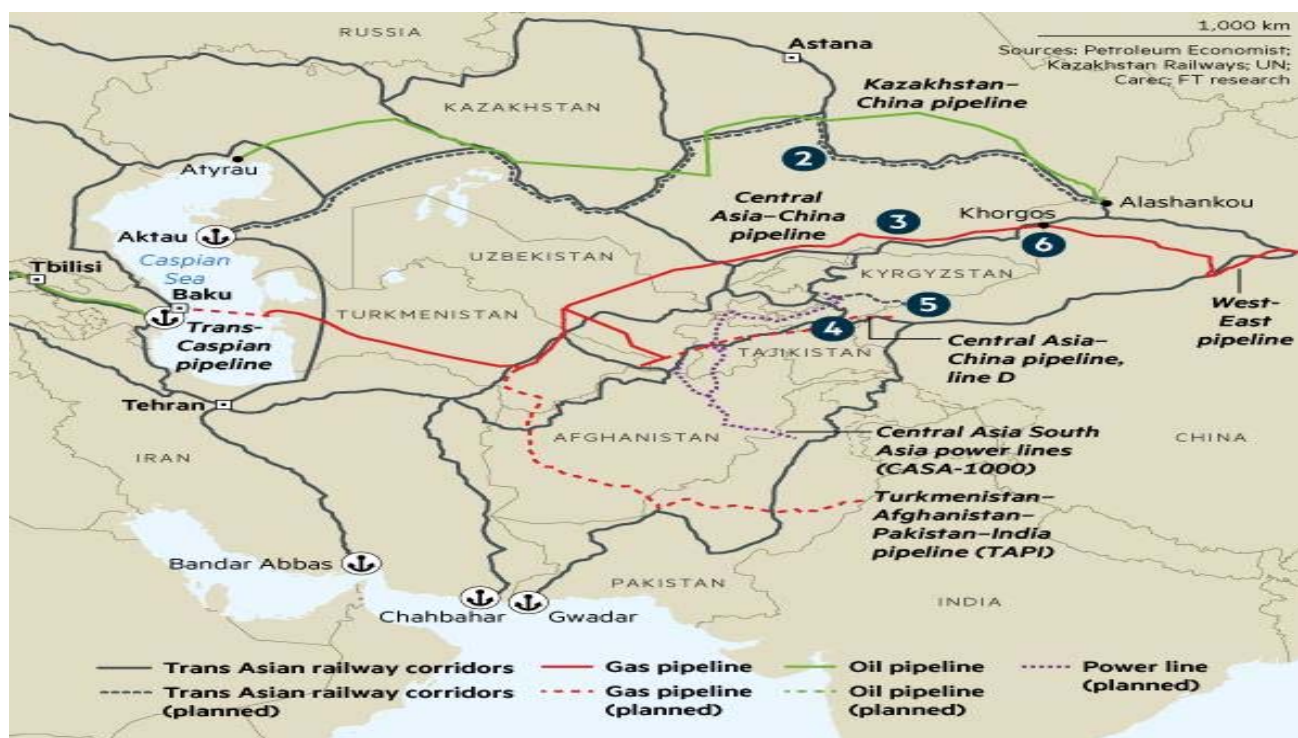 RUSSIA
1,000 km
Astana
Sources: Petroleum Economist;
Kazakhstan Railways; UN;
Carec; FT research
KAZAKHSTAN
Kazakhstan–
China pipeline
Atyrau
2
Central
Asia–China
pipeline
3
Khorgos
Alashankou
Aktau
6
Caspian
Sea
UZBEKISTAN
KYRGYZSTAN
Tbilisi
Baku
TURKMENISTAN
5
West-
East
pipeline
Trans-
Caspian
pipeline
4
TAJIKISTAN
Central Asia–
China pipeline,
line D
Tehran
AFGHANISTAN
Central Asia South
Asia power lines
(CASA-1000)
CHINA
IRAN
Turkmenistan–
Afghanistan–
Pakistan–India
pipeline (TAPI)
Bandar Abbas
PAKISTAN
INDIA
Chahbahar
Gwadar
Trans Asian railway corridors
Gas pipeline
Oil pipeline
Power line
(planned)
Trans Asian railway corridors
(planned)
Gas pipeline
(planned)
Oil pipeline
(planned)